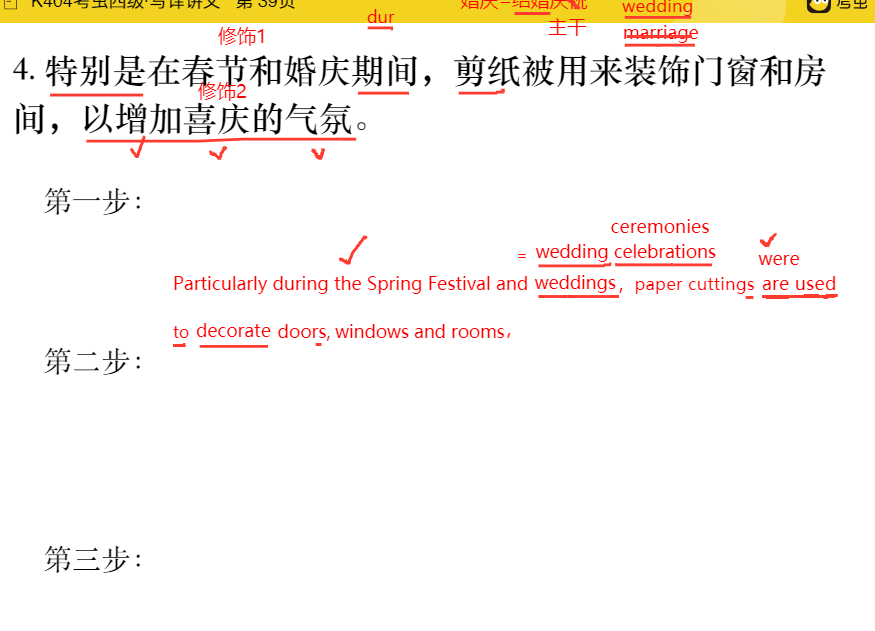 K404考虫四级·写译讲义 第 39页
婚庆=结婚庆祝
wedding
考虫
dur
主干
marriage
修饰1
4. 特别是在春节和婚庆期间，剪纸被用来装饰门窗和房
修饰2
间，以增加喜庆的气氛。
第一步：
ceremonies
= wedding celebrations
were
Particularly during the Spring Festival and weddings, paper cuttings are used
to decorate doors, windows and rooms,
第二步：
第三步：